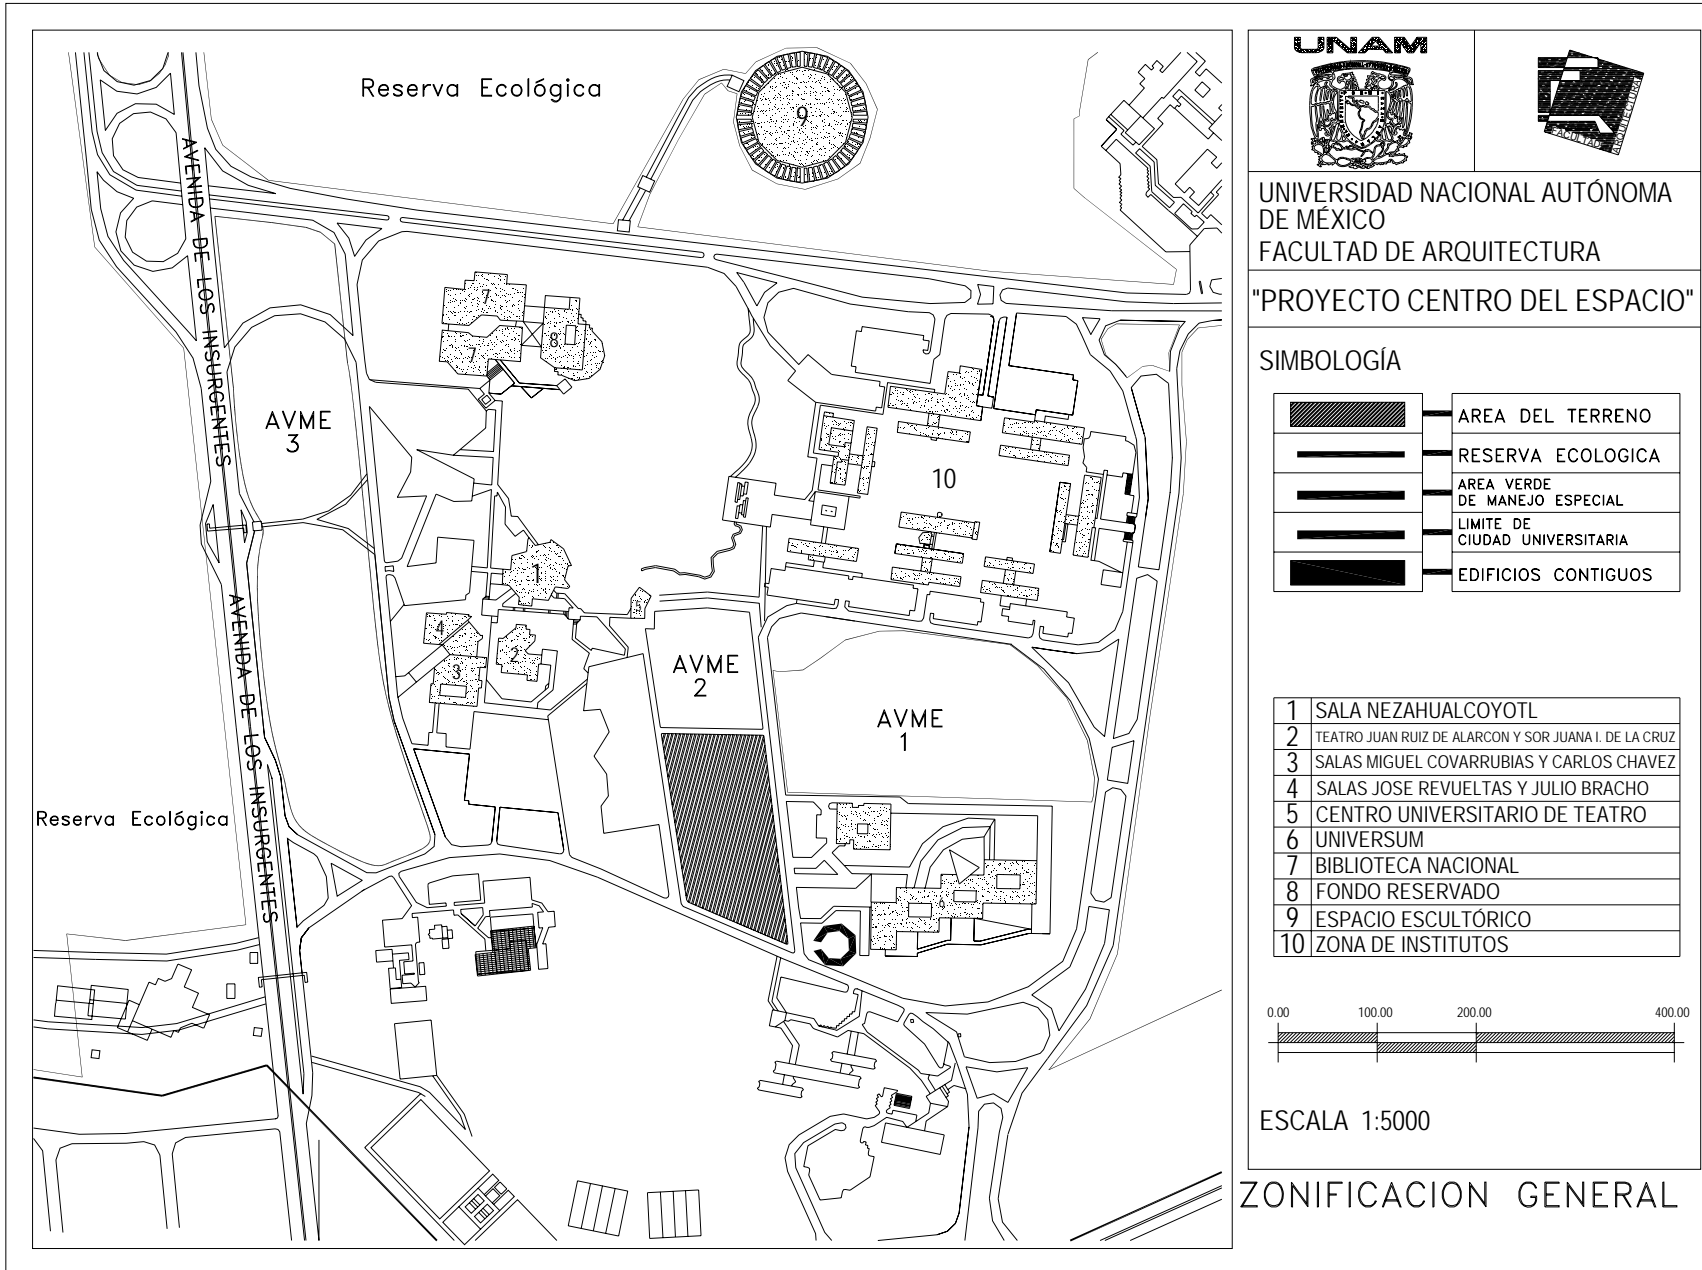 Reserva Ecológica
9
AVENIDA DE LOS INSURGENTES
7
7
8
AVME
3
10
1
5
4
3
2
AVME
2
AVME
1
AVENIDA DE LOS INSURGENTES
Reserva Ecológica
6
UNAM
FACULTAD DE ARQUITECTURA
UNIVERSIDAD NACIONAL AUTÓNOMA
DE MÉXICO
FACULTAD DE ARQUITECTURA
"PROYECTO CENTRO DEL ESPACIO"
SIMBOLOGÍA
AREA DEL TERRENO
RESERVA ECOLOGICA
AREA VERDE
DE MANEJO ESPECIAL
LIMITE DE
CIUDAD UNIVERSITARIA
EDIFICIOS CONTIGUOS
1 SALA NEZAHUALCOYOTL
2 TEATRO JUAN RUIZ DE ALARCON Y SOR JUANA I. DE LA CRUZ
3 SALAS MIGUEL COVARRUBIAS Y CARLOS CHAVEZ
4 SALAS JOSE REVUELTAS Y JULIO BRACHO
5 CENTRO UNIVERSITARIO DE TEATRO
6 UNIVERSUM
7 BIBLIOTECA NACIONAL
8 FONDO RESERVADO
9 ESPACIO ESCULTÓRICO
10 ZONA DE INSTITUTOS
0.00 100.00 200.00 400.00
ESCALA 1:5000
ZONIFICACION GENERAL